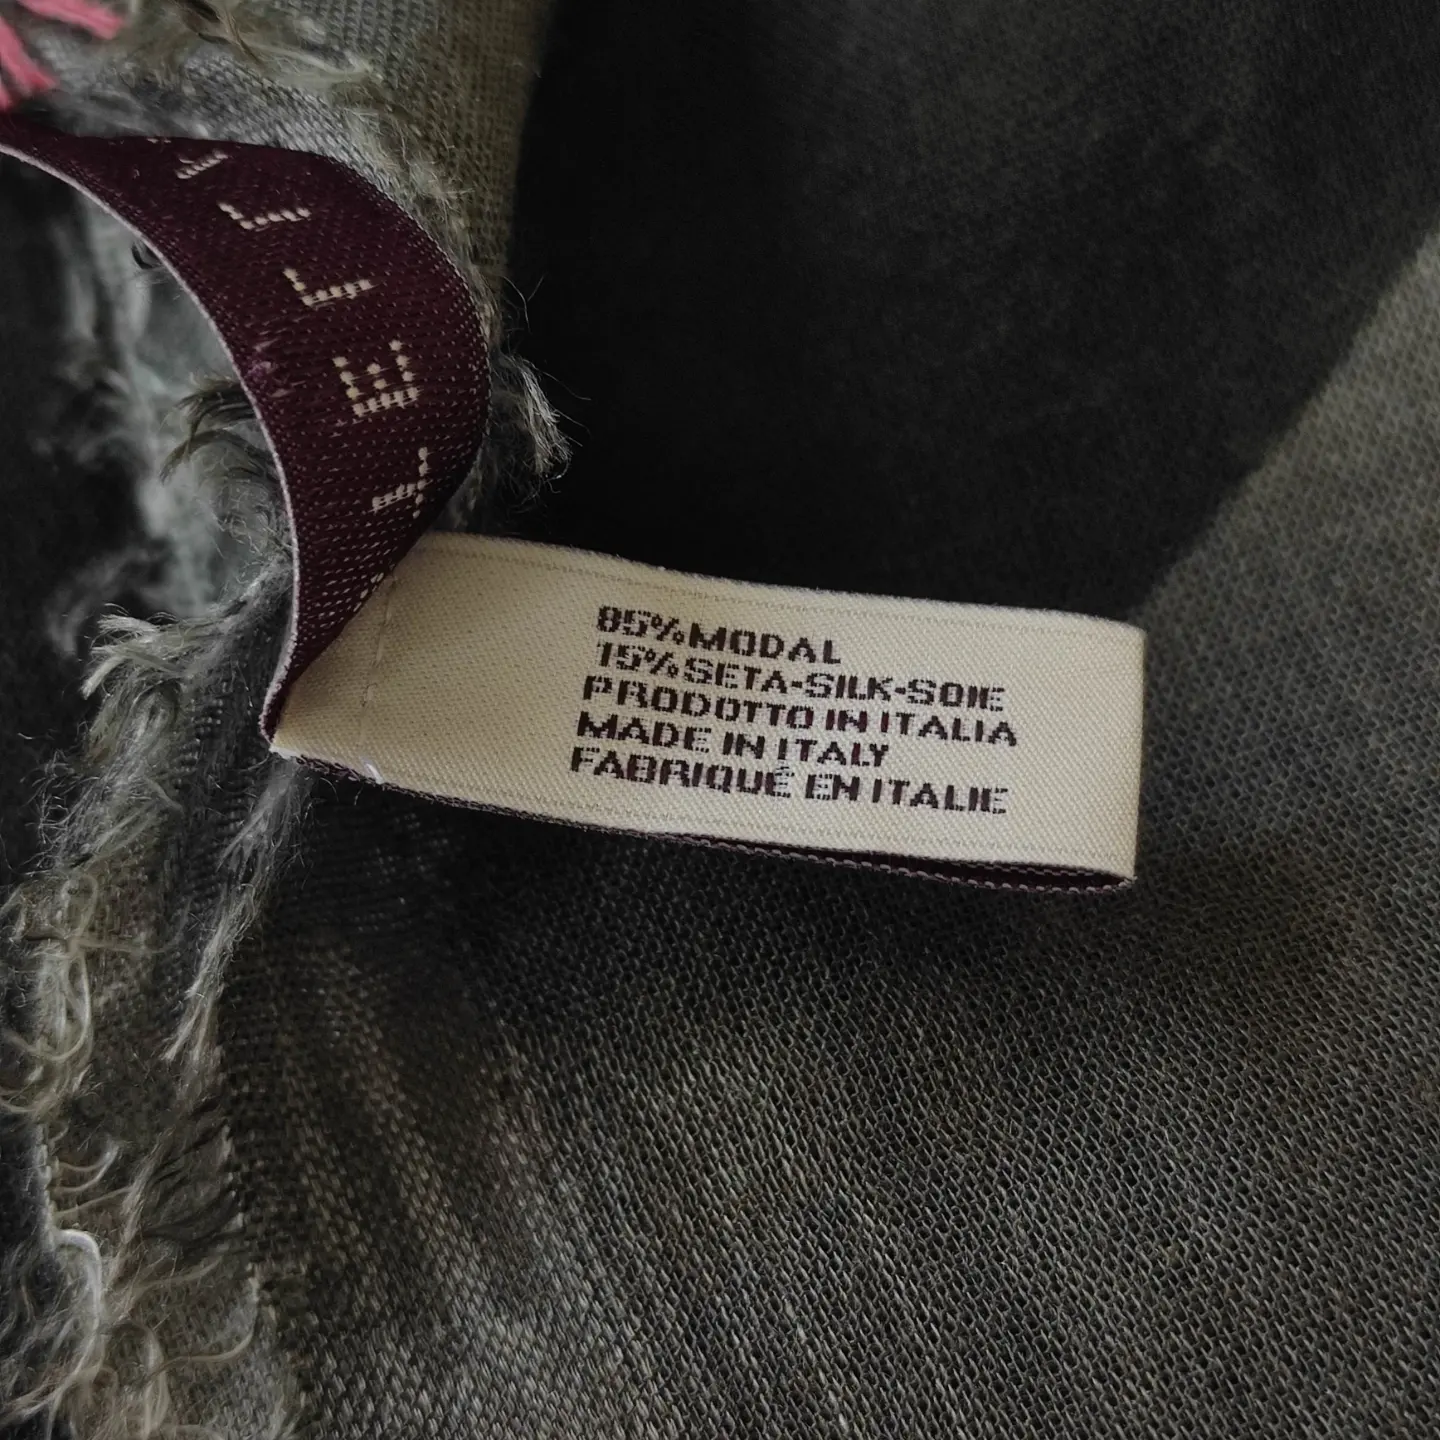 85%MODAL
15%SETA-SILK-SOIE
PRODOTTO IN ITALIA
MADE IN ITALY
FABRIQUÉ EN ITALIE